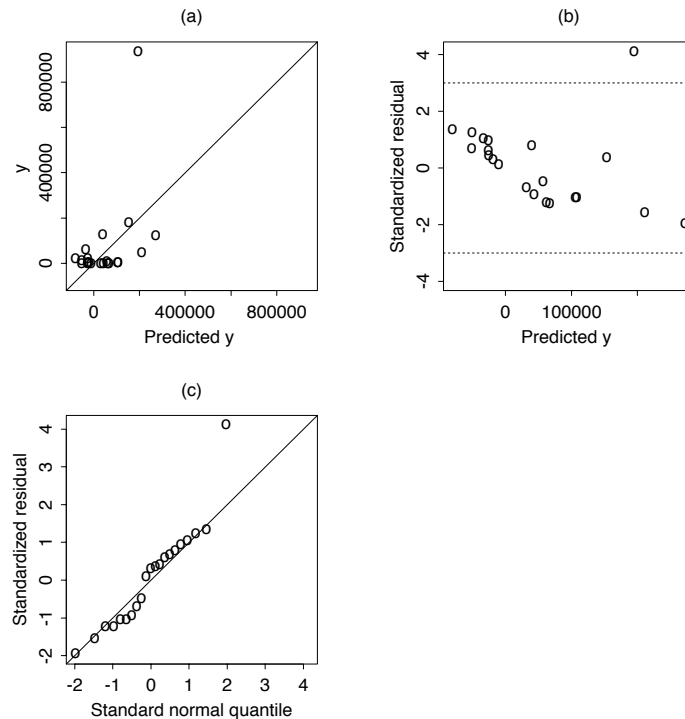 (a)
y
0 400000 800000
0 400000 800000
Predicted y
(b)
Standardized residual
-4 -2 0 2 4
0 100000
Predicted y
(c)
Standardized residual
-2 -1 0 1 2 3 4
-2 -1 0 1 2 3 4
Standard normal quantile